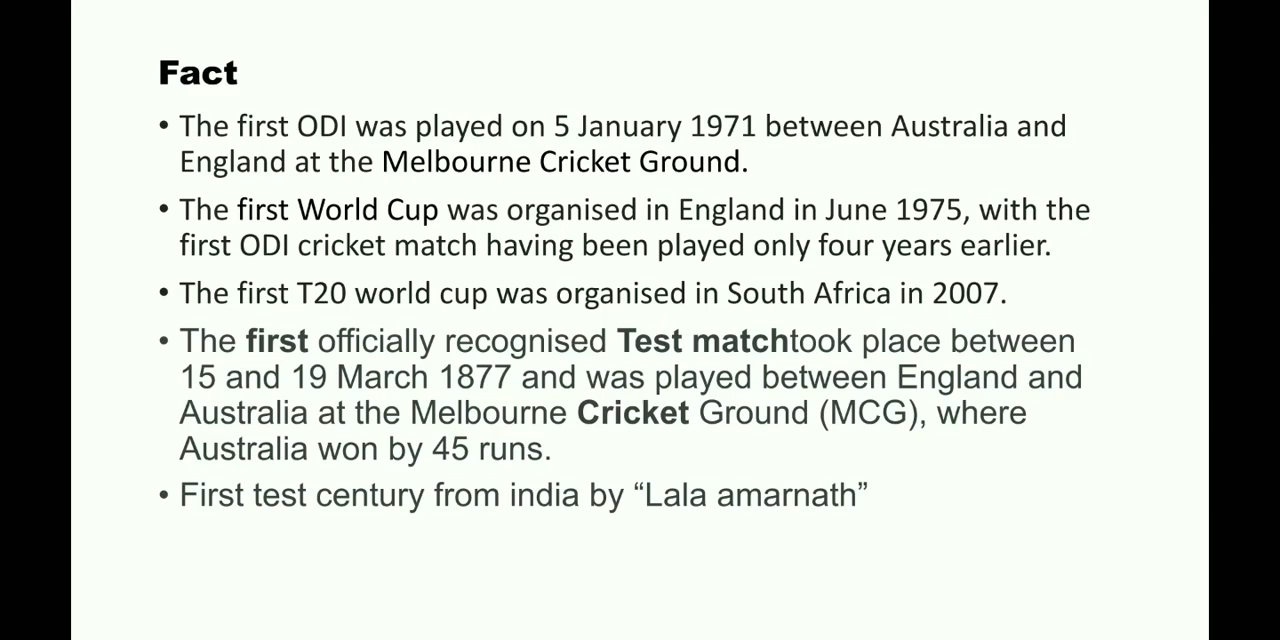 Fact
• The first ODI was played on 5 January 1971 between Australia and
England at the Melbourne Cricket Ground.
• The first World Cup was organised in England in June 1975, with the
first ODI cricket match having been played only four years earlier.
• The first T20 world cup was organised in South Africa in 2007.
• The first officially recognised Test matchtook place between
15 and 19 March 1877 and was played between England and
Australia at the Melbourne Cricket Ground (MCG), where
Australia won by 45 runs.
• First test century from india by “Lala amarnath”